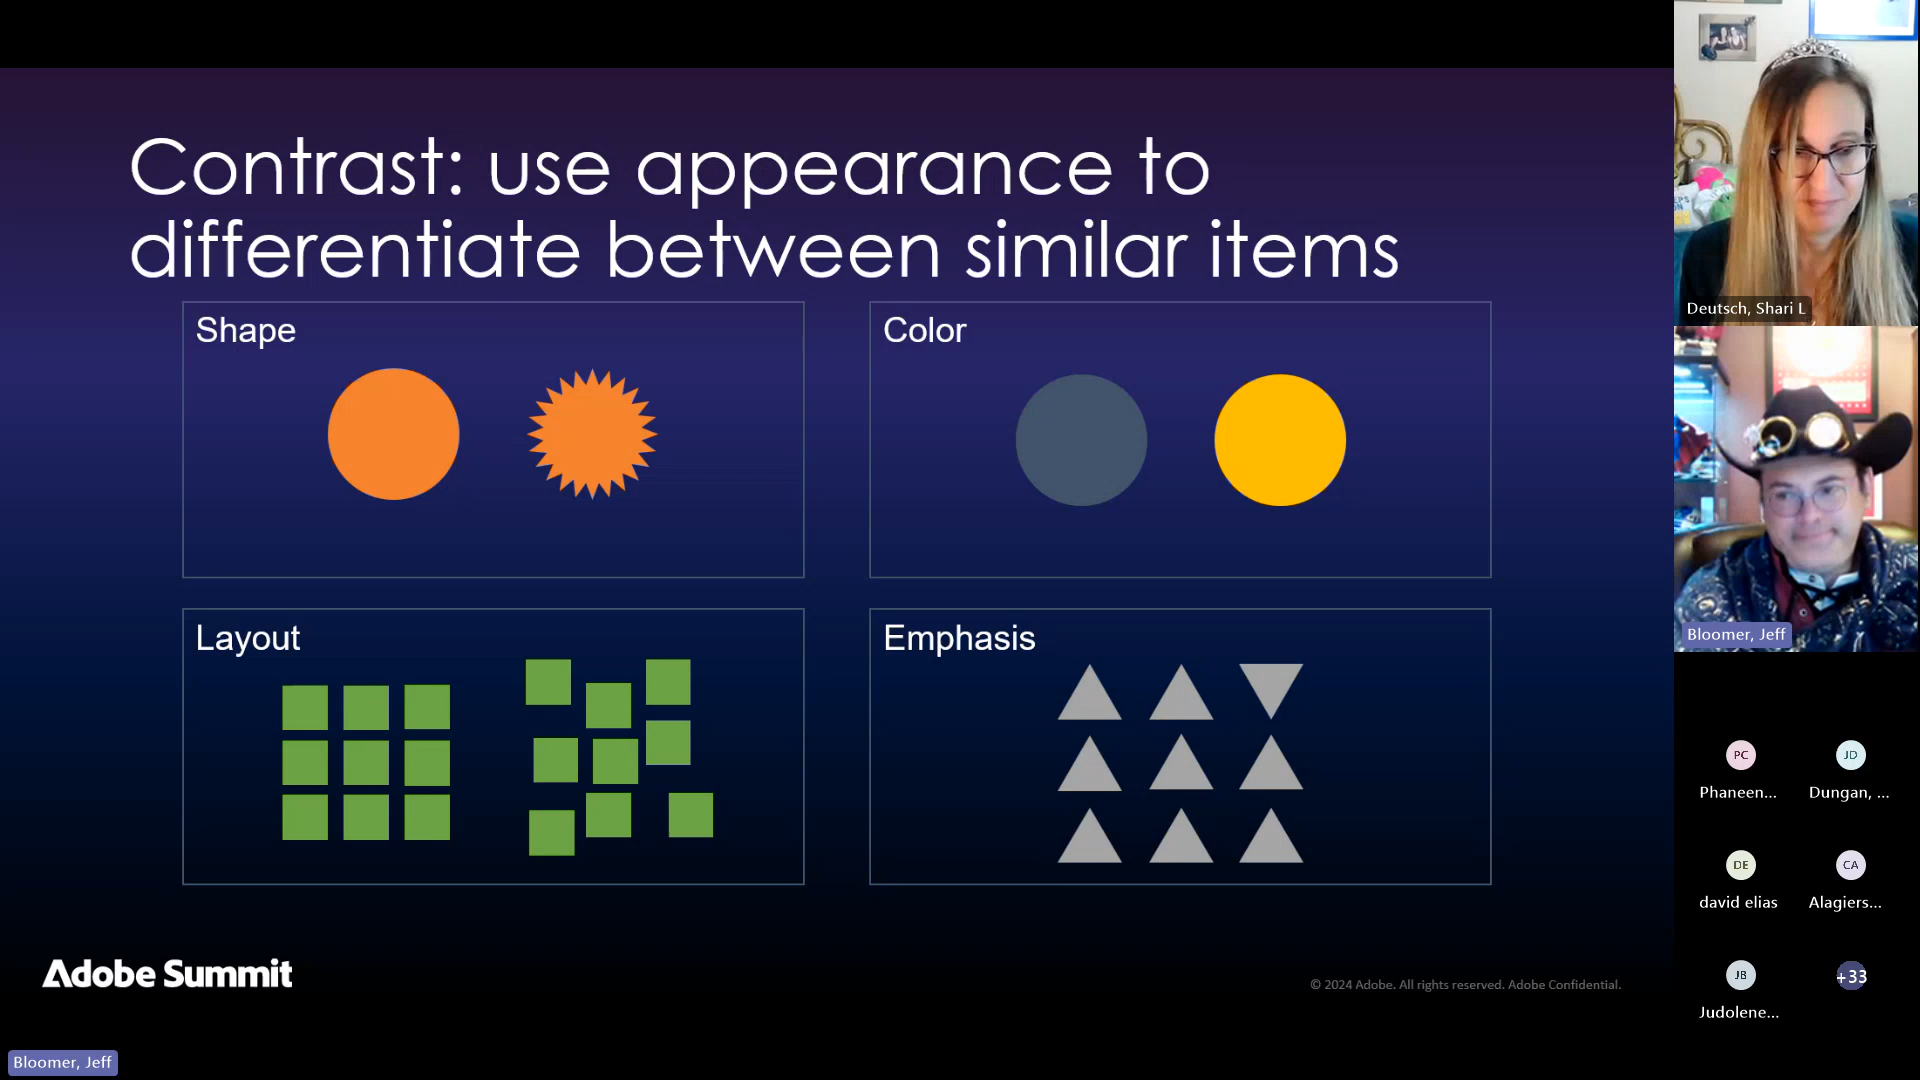 Contrast: use appearance to
differentiate between similar items
Shape
Color
Layout
Emphasis
Adobe Summit
© 2024 Adobe. All rights reserved. Adobe Confidential.
Bloomer, Jeff
Deutsch, Shari L
Bloomer, Jeff
PC
JD
Phaneen...
Dungan, ...
DE
CA
david elias
Alagiers...
JB
+33
Judolene...